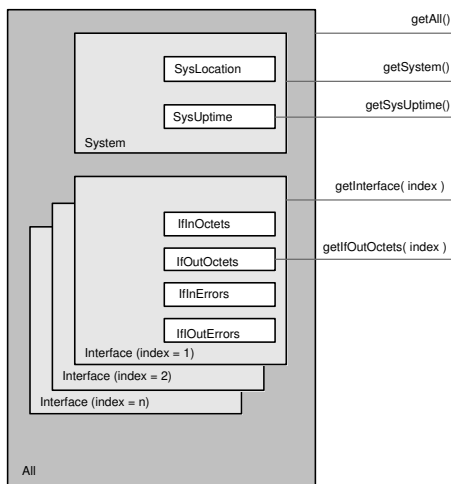 getAll()
SysLocation
getSystem()
getSysUptime()
SysUptime
System
getInterface( index )
IfInOctets
getIfOutOctets( index )
IfOutOctets
IfInErrors
IfIOutErrors
Interface (index = 1)
Interface (index = 2)
Interface (index = n)
All